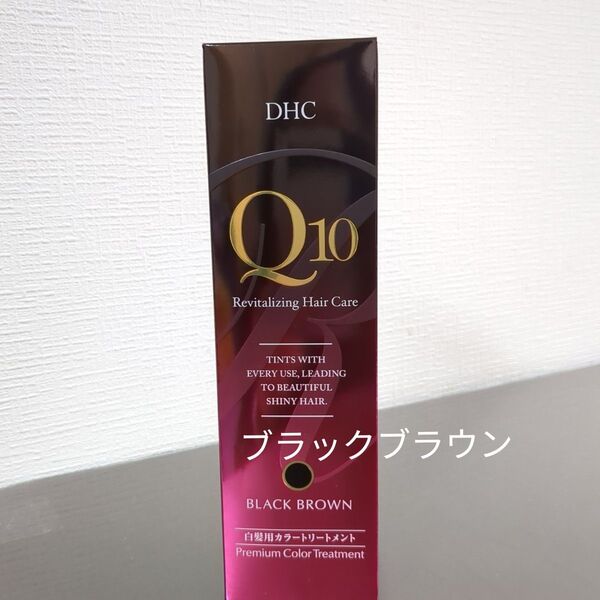 DHC
Q10
Revitalizing Hair Care
TINTS WITH
EVERY USE, LEADING
TO BEAUTIFUL
SHINY HAIR.
ブラックブラウン
BLACK BROWN
白髪用カラートリートメント
Premium Color Treatment